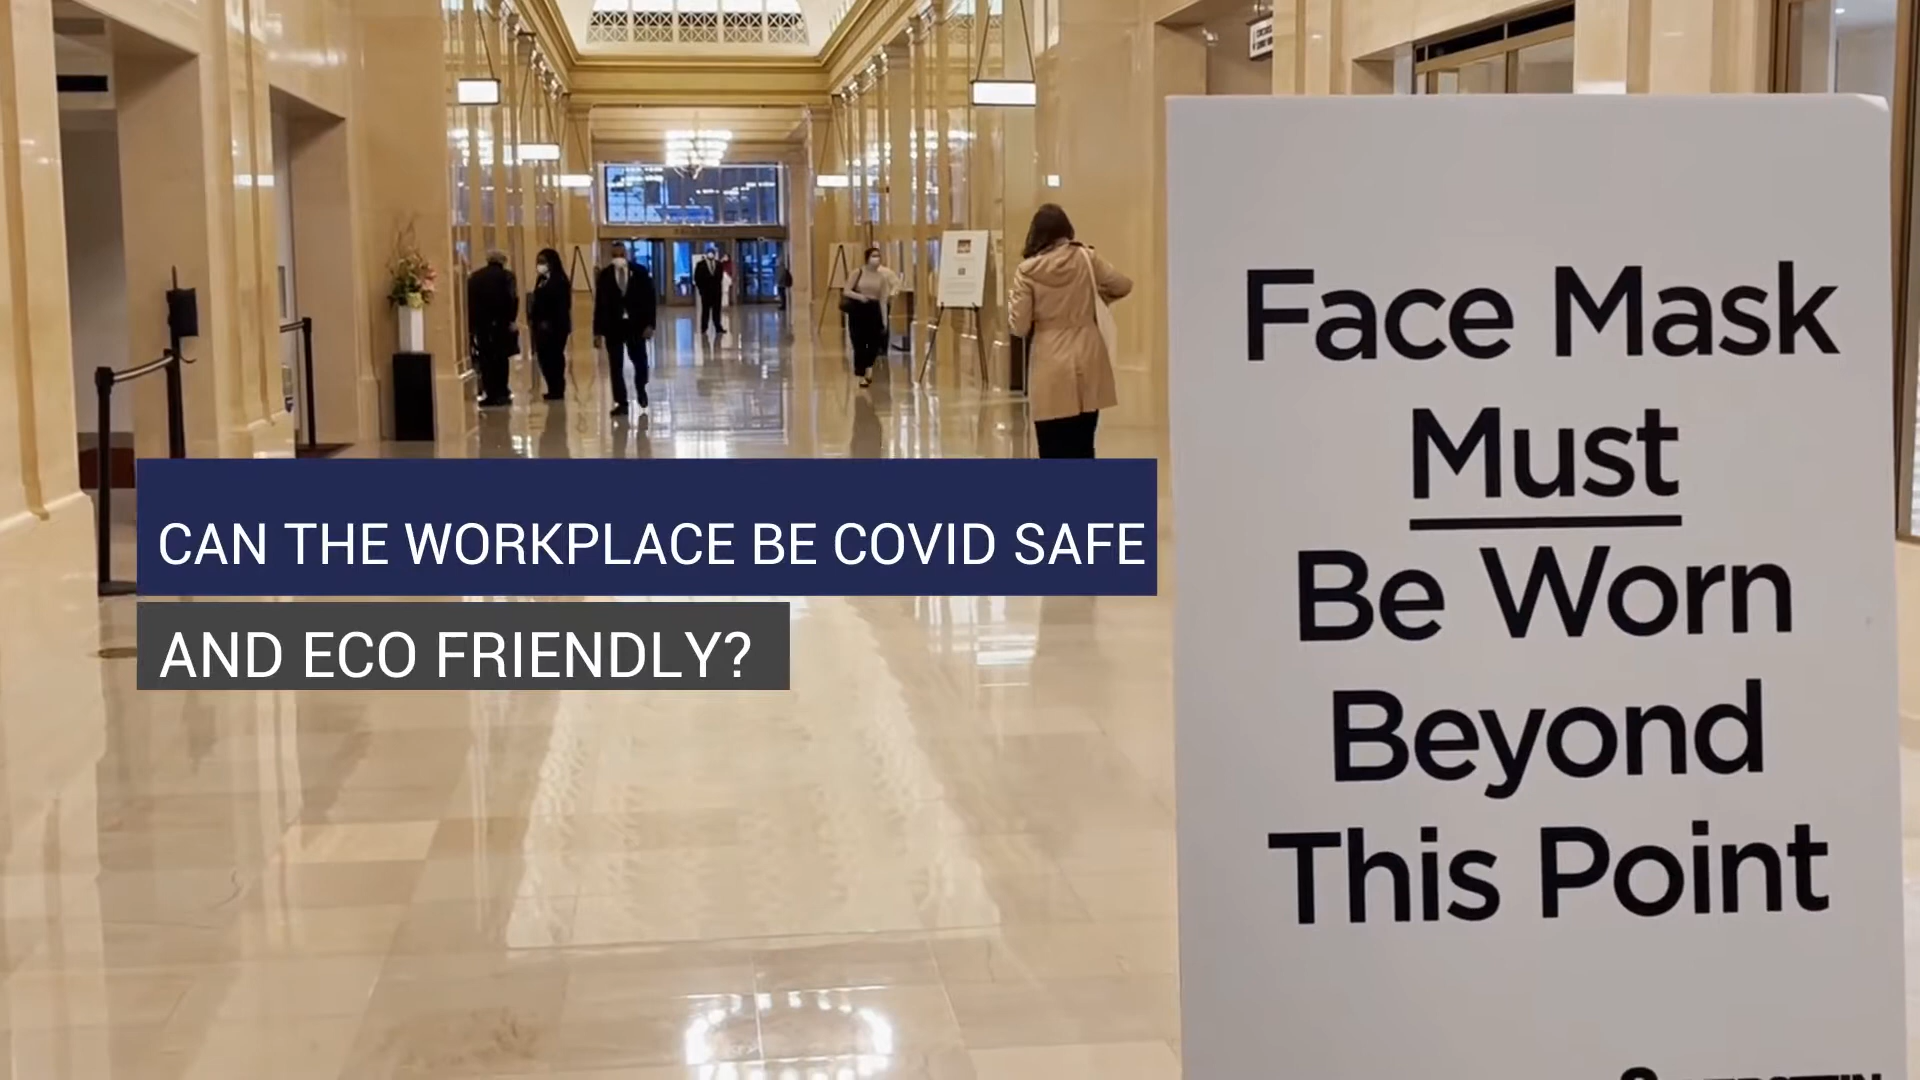 CAN THE WORKPLACE BE COVID SAFE
AND ECO FRIENDLY?
Face Mask
Must
Be Worn
Beyond
This Point